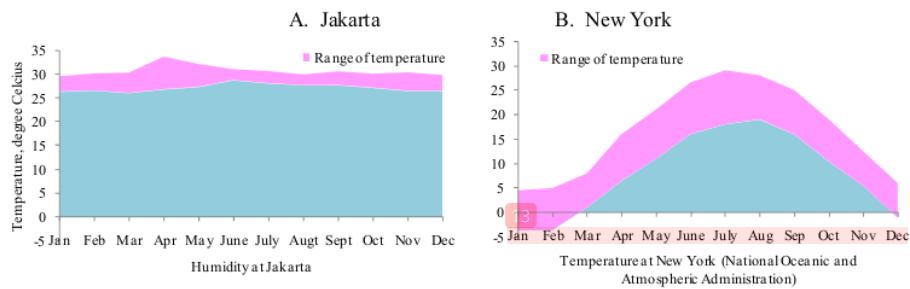 A. Jakarta
Temperature, degree Celcius
35
30
25
20
15
10
5
0
-5
Range of temperature
Jan Feb Mar Apr May June July Augt Sept Oct Nov Dec
Humidity at Jakarta
B. New York
35
30
25
20
15
10
5
0
-5
Range of temperature
13
Jan Feb Mar Apr May June July Aug Sep Oct Nov Dec
Temperature at New York (National Oceanic and
Atmospheric Administration)